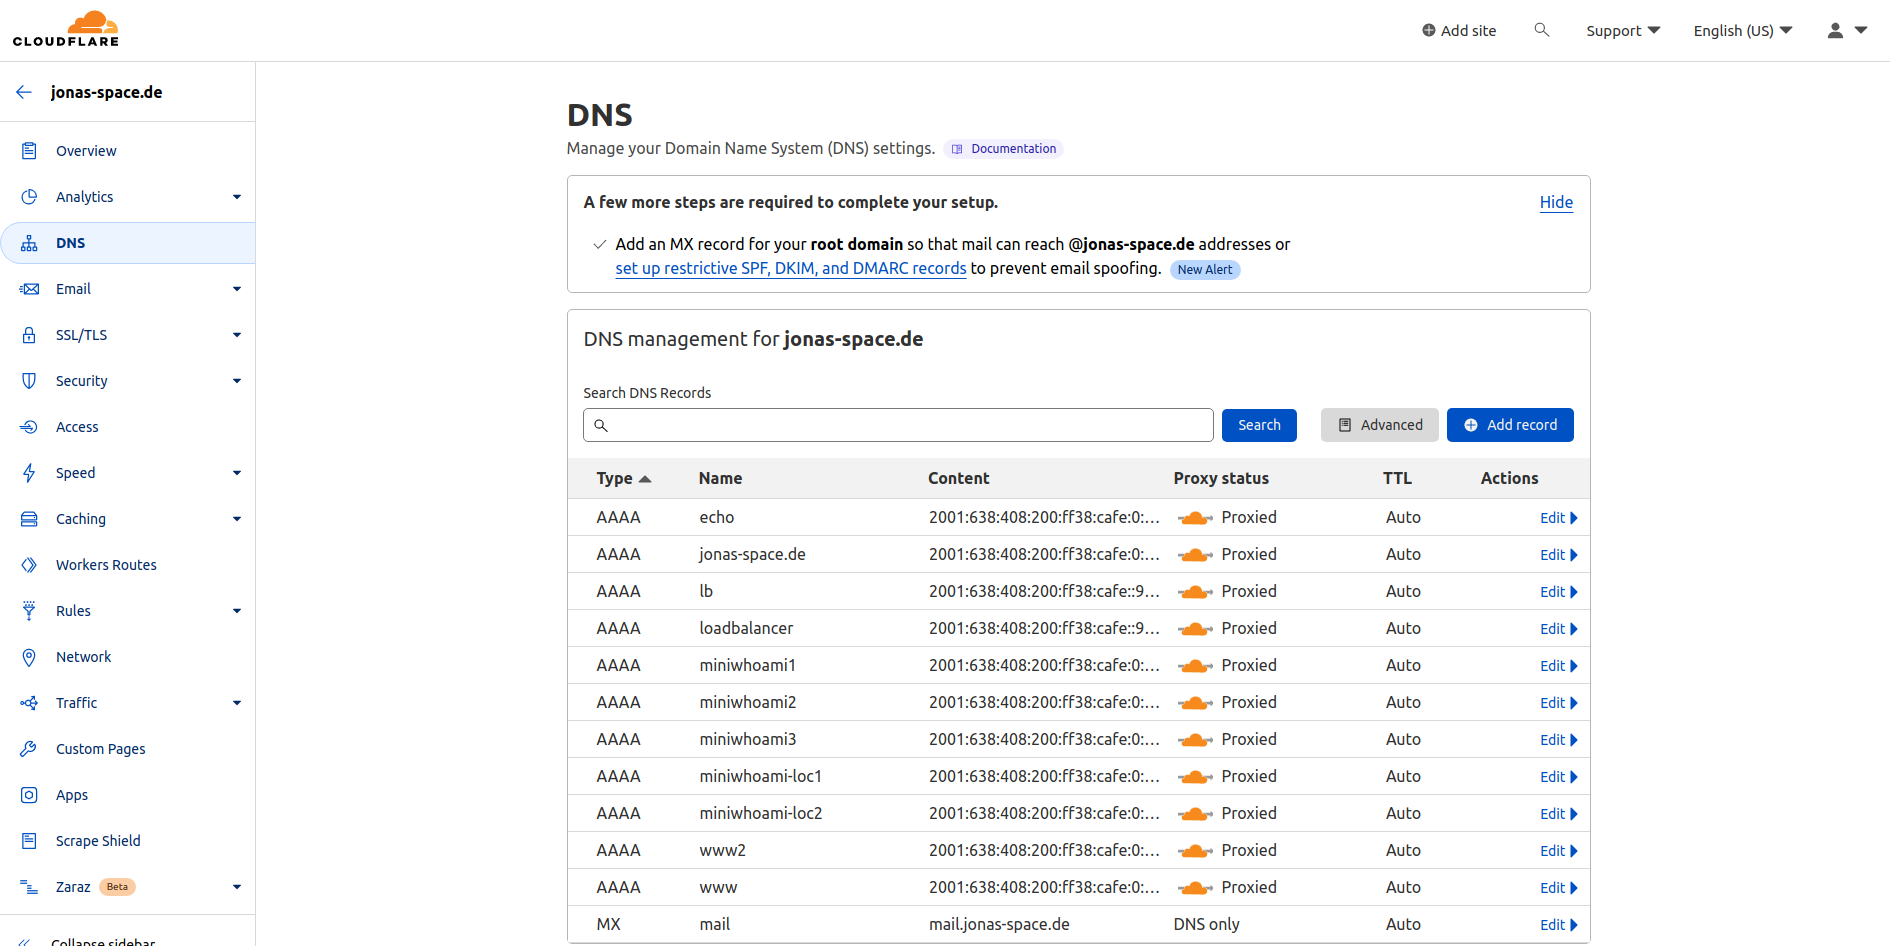 CLOUDFLARE
Add site
Support
English (US)
jonas-space.de
Overview
Analytics
DNS
Email
SSL/TLS
Security
Access
Speed
Caching
Workers Routes
Rules
Network
Traffic
Custom Pages
Apps
Scrape Shield
Zaraz Beta
Collapse sidebar
DNS
Manage your Domain Name System (DNS) settings. Documentation
A few more steps are required to complete your setup. Hide
Add an MX record for your root domain so that mail can reach @jonas-space.de addresses or
set up restrictive SPF, DKIM, and DMARC records to prevent email spoofing. New Alert
DNS management for jonas-space.de
Search DNS Records
Search Advanced Add record
Type Name Content Proxy status TTL Actions
AAAA echo 2001:638:408:200:ff38:cafe:0:... Proxied Auto Edit
AAAA jonas-space.de 2001:638:408:200:ff38:cafe:0:... Proxied Auto Edit
AAAA lb 2001:638:408:200:ff38:cafe::9... Proxied Auto Edit
AAAA loadbalancer 2001:638:408:200:ff38:cafe::9... Proxied Auto Edit
AAAA miniwhoami1 2001:638:408:200:ff38:cafe:0:... Proxied Auto Edit
AAAA miniwhoami2 2001:638:408:200:ff38:cafe:0:... Proxied Auto Edit
AAAA miniwhoami3 2001:638:408:200:ff38:cafe:0:... Proxied Auto Edit
AAAA miniwhoami-loc1 2001:638:408:200:ff38:cafe:0:... Proxied Auto Edit
AAAA miniwhoami-loc2 2001:638:408:200:ff38:cafe:0:... Proxied Auto Edit
AAAA www2 2001:638:408:200:ff38:cafe:0:... Proxied Auto Edit
AAAA www 2001:638:408:200:ff38:cafe:0:... Proxied Auto Edit
MX mail mail.jonas-space.de DNS only Auto Edit